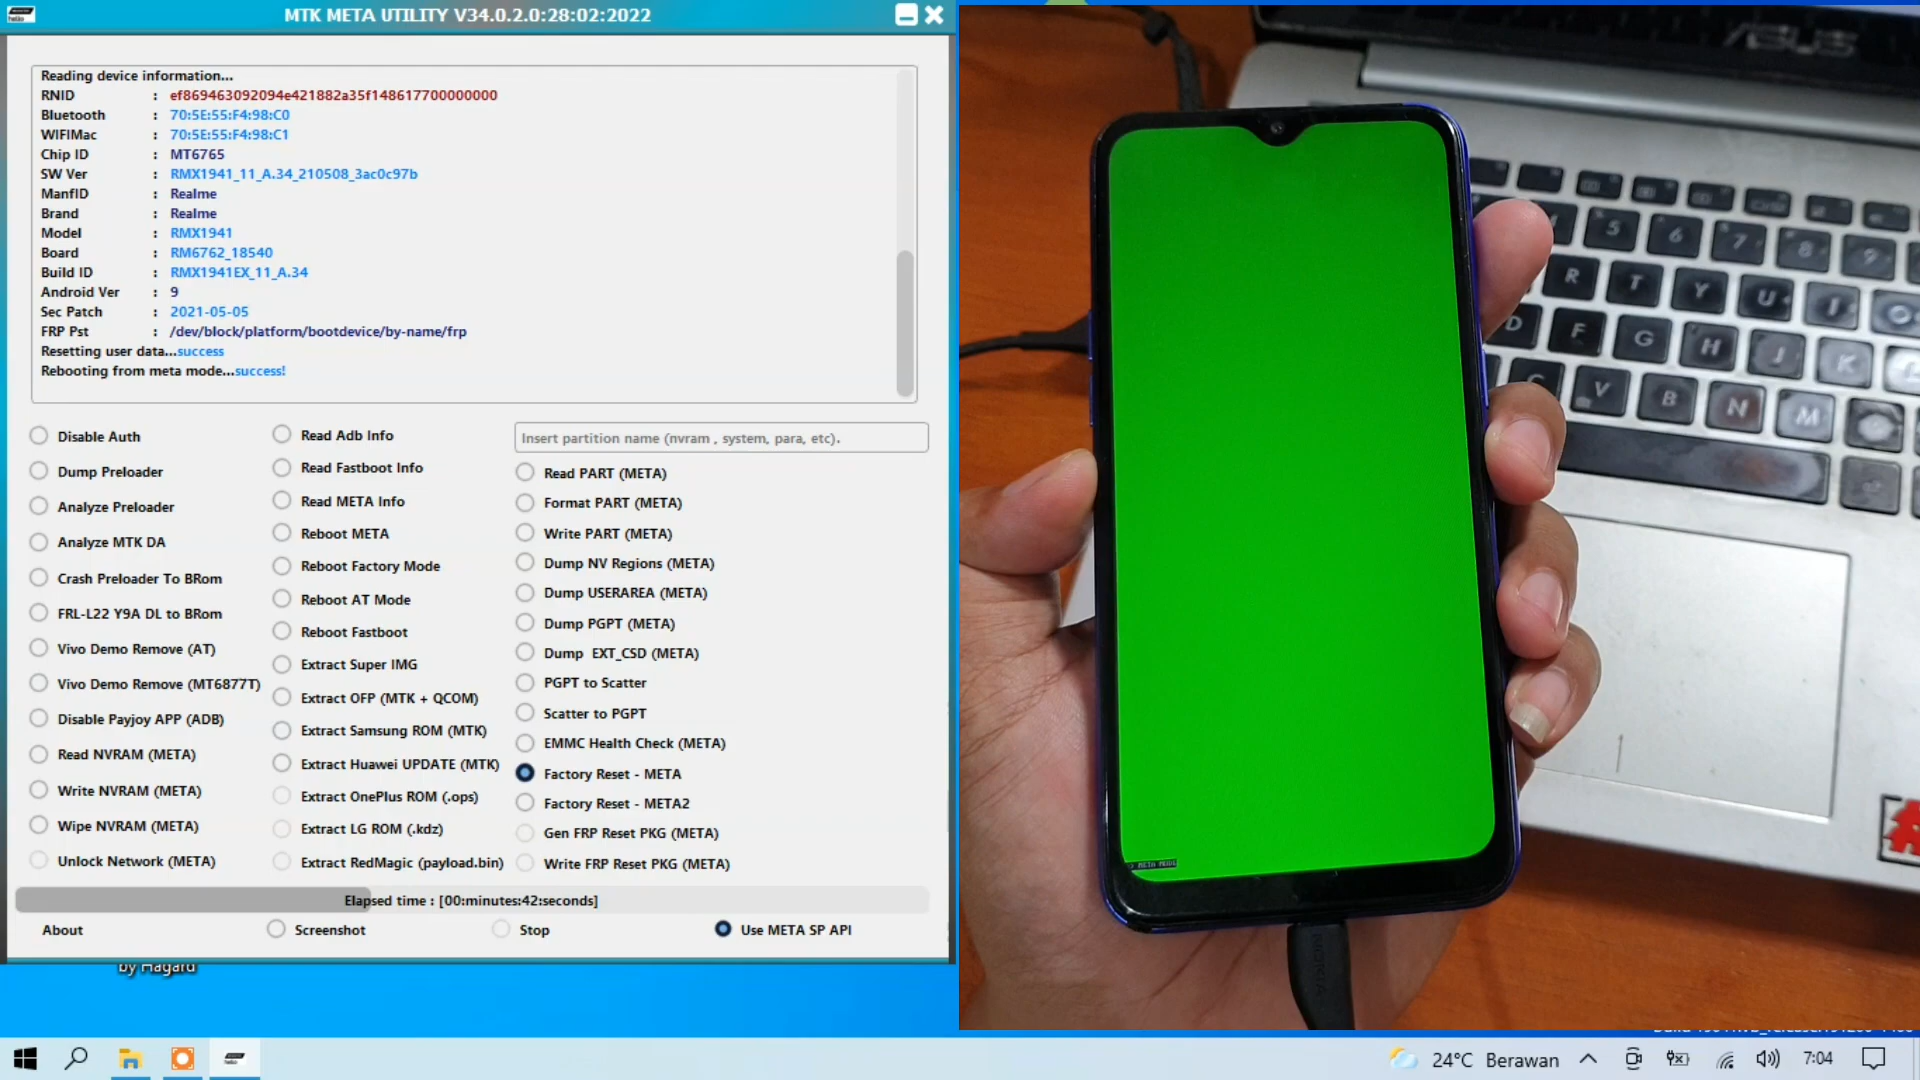 MTK META UTILITY V34.0.2.0:28:02:2022
Reading device information...
RNID : ef869463092094e421882a35f148617700000000
Bluetooth : 70:5E:55:F4:98:C0
WIFIMac : 70:5E:55:F4:98:C1
Chip ID : MT6765
SW Ver : RMX1941_11_A.34_210508_3ac0c97b
ManfID : Realme
Brand : Realme
Model : RMX1941
Board : RM6762_18540
Build ID : RMX1941EX_11_A.34
Android Ver : 9
Sec Patch : 2021-05-05
FRP Pst : /dev/block/platform/bootdevice/by-name/frp
Resetting user data...success
Rebooting from meta mode...success!
Disable Auth
Dump Preloader
Analyze Preloader
Analyze MTK DA
Crash Preloader To BRom
FRL-L22 Y9A DL to BRom
Vivo Demo Remove (AT)
Vivo Demo Remove (MT6877T)
Disable Payjoy APP (ADB)
Read NVRAM (META)
Write NVRAM (META)
Wipe NVRAM (META)
Unlock Network (META)
Read Adb Info
Read Fastboot Info
Read META Info
Reboot META
Reboot Factory Mode
Reboot AT Mode
Reboot Fastboot
Extract Super IMG
Extract OFP (MTK + QCOM)
Extract Samsung ROM (MTK)
Extract Huawei UPDATE (MTK)
Extract OnePlus ROM (.ops)
Extract LG ROM (.kdz)
Extract RedMagic (payload.bin)
Insert partition name (nvram , system, para, etc).
Read PART (META)
Format PART (META)
Write PART (META)
Dump NV Regions (META)
Dump USERAREA (META)
Dump PGPT (META)
Dump EXT_CSD (META)
PGPT to Scatter
Scatter to PGPT
EMMC Health Check (META)
Factory Reset - META
Factory Reset - META2
Gen FRP Reset PKG (META)
Write FRP Reset PKG (META)
Elapsed time : [00:minutes:42:seconds]
About
Screenshot
Stop
Use META SP API
by Hagard
ASUS
5
6
7
8
9
R
T
Y
U
I
O
D
F
G
H
J
K
C
V
B
N
M
META MODE
NOKIA
24°C Berawan
7:04